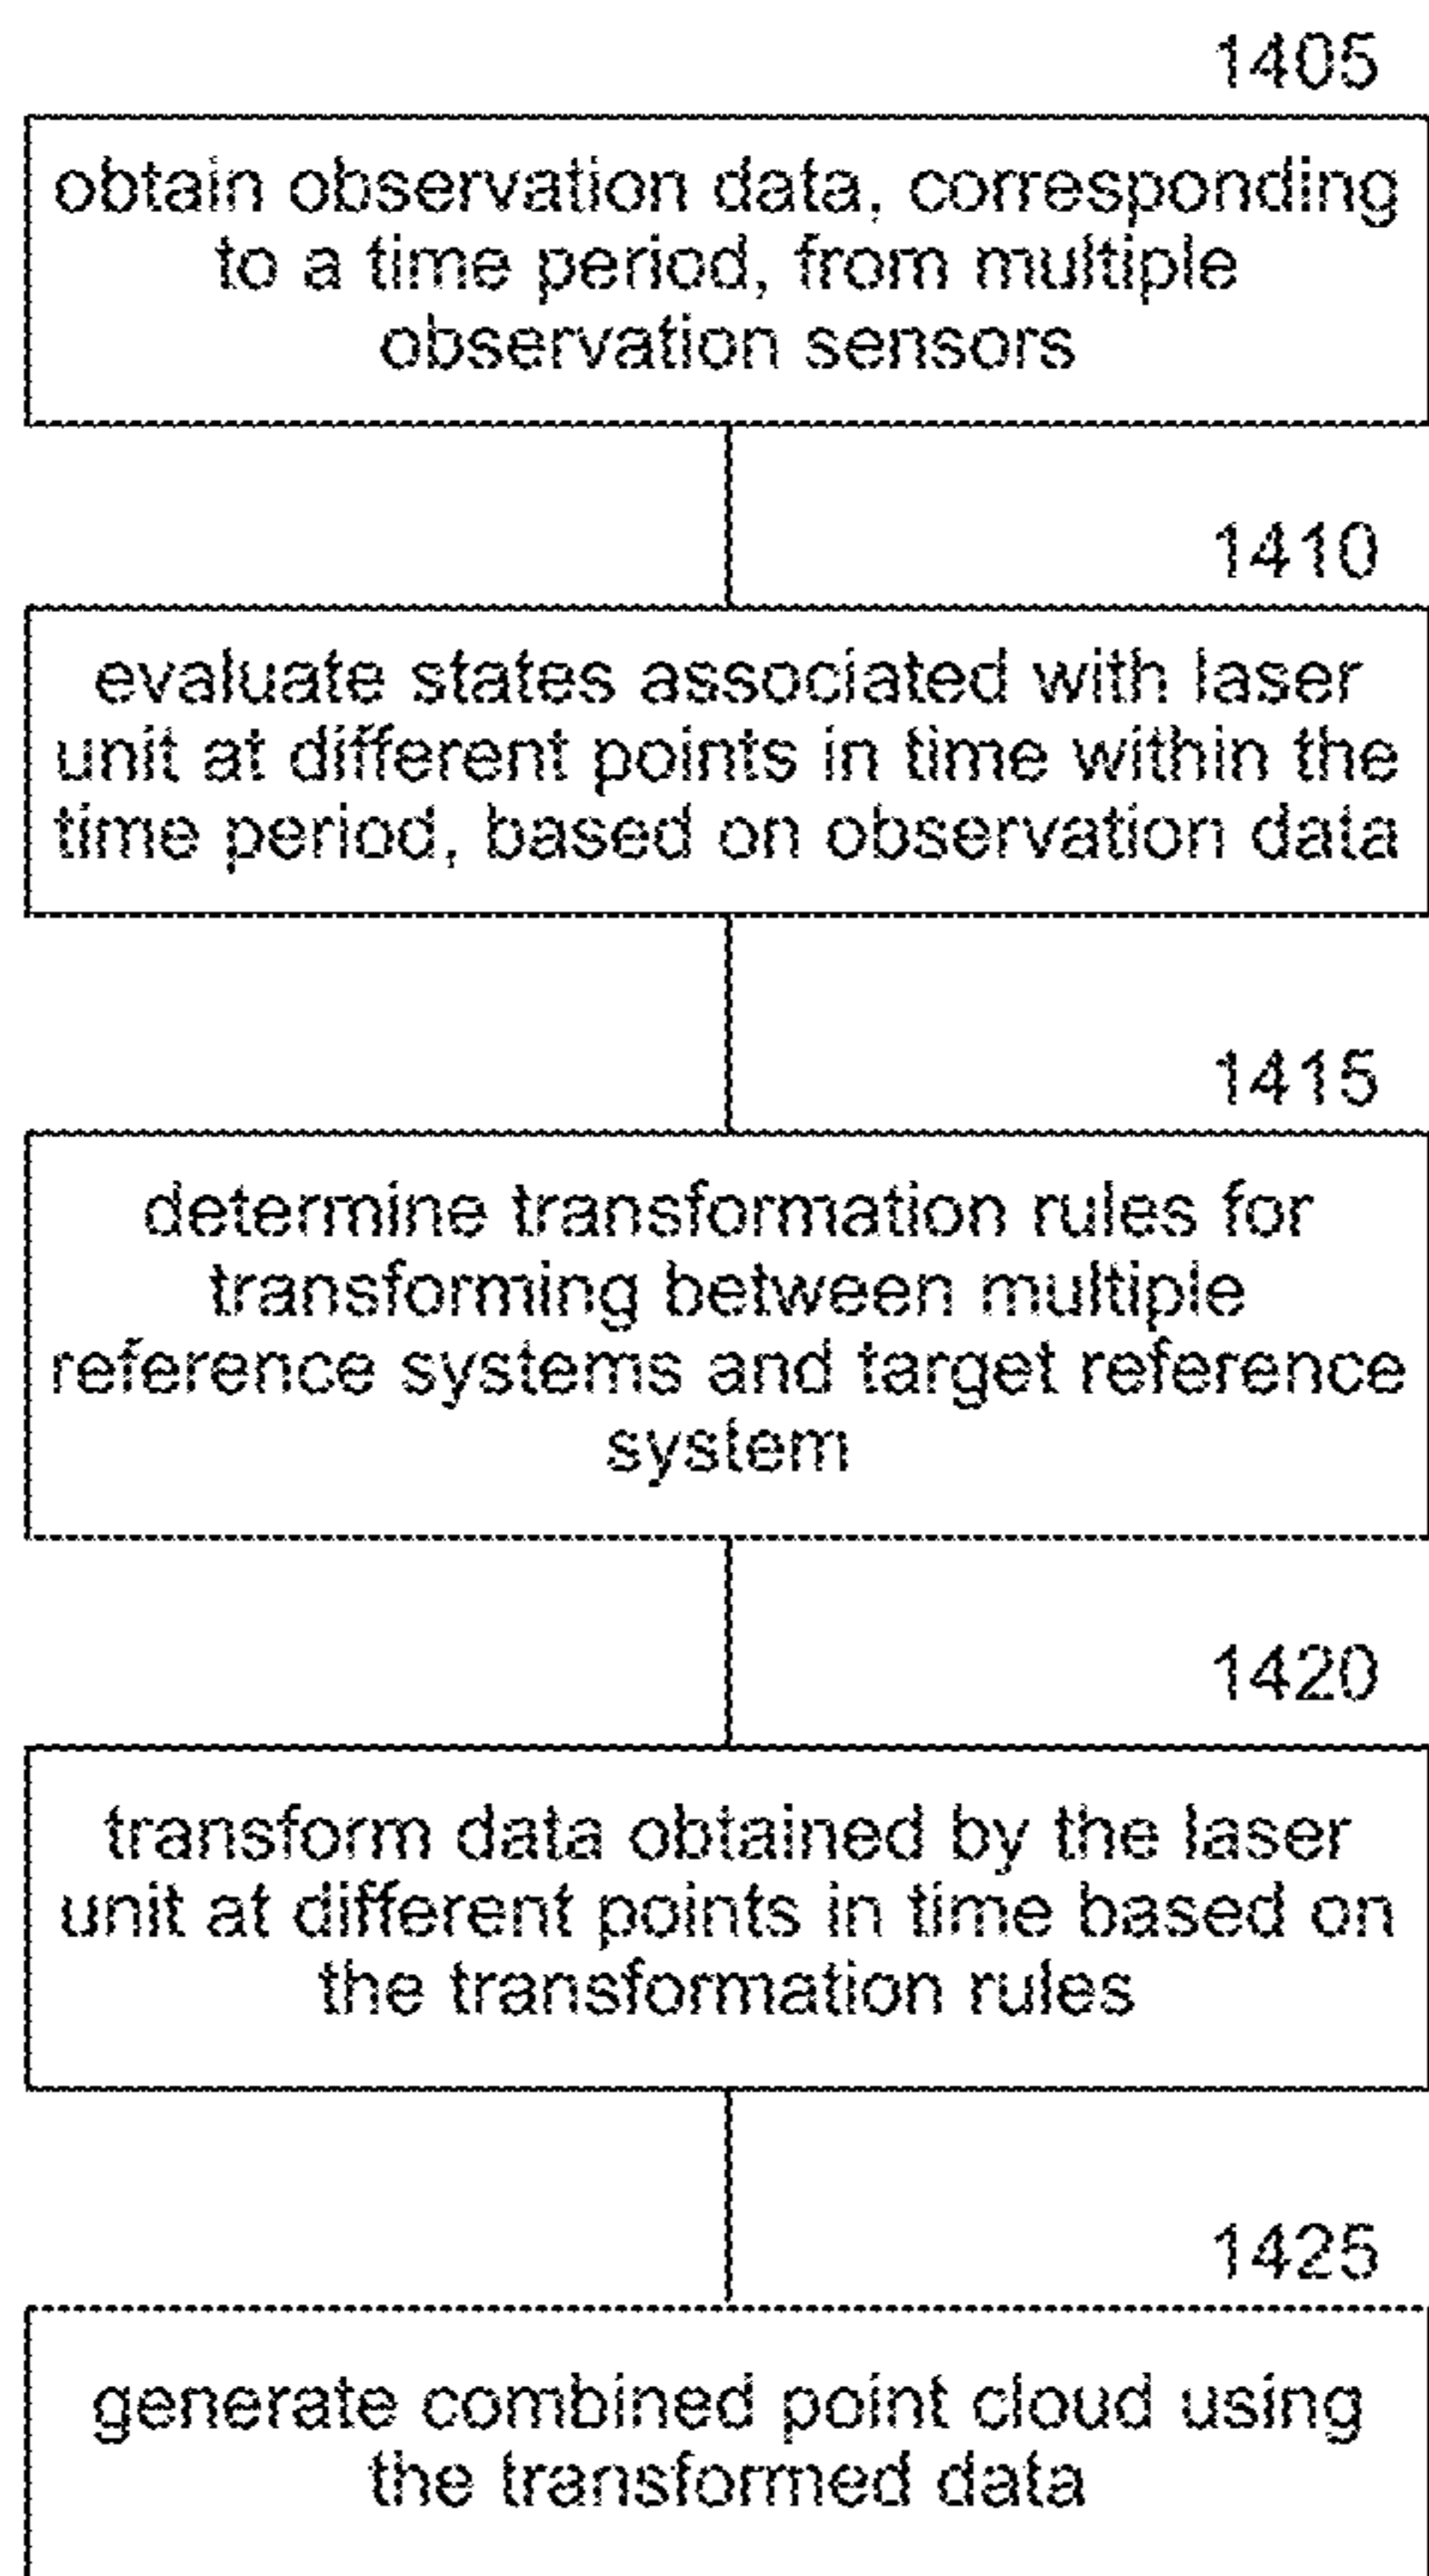 1405
obtain observation data, corresponding
to a time period, from multiple
observation sensors
1410
evaluate states associated with laser
unit at different points in time within the
time period, based on observation data
1415
determine transformation rules for
transforming between multiple
reference systems and target reference
system
1420
transform data obtained by the laser
unit at different points in time based on
the transformation rules
1425
generate combined point cloud using
the transformed data